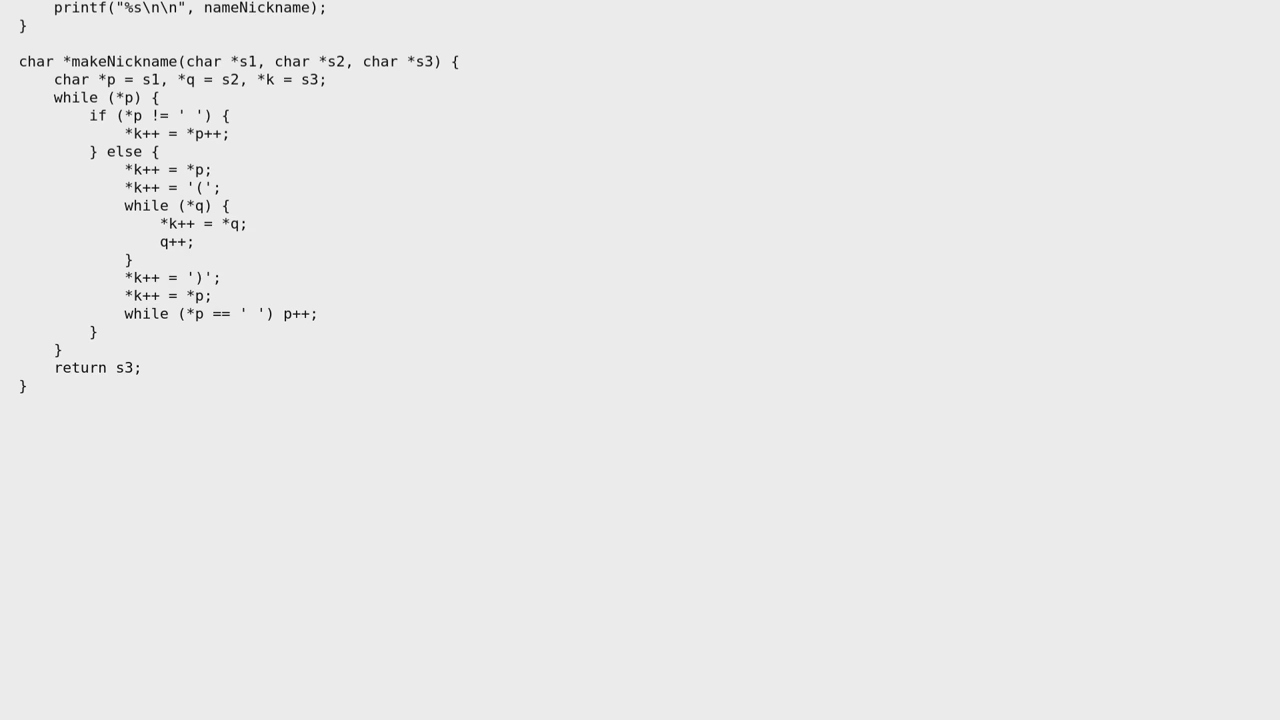 printf("%s\n\n", nameNickname);
}

char *makeNickname(char *s1, char *s2, char *s3) {
    char *p = s1, *q = s2, *k = s3;
    while (*p) {
        if (*p != ' ') {
            *k++ = *p++;
        } else {
            *k++ = *p;
            *k++ = '(';
            while (*q) {
                *k++ = *q;
                q++;
            }
            *k++ = ')';
            *k++ = *p;
            while (*p == ' ') p++;
        }
    }
    return s3;
}